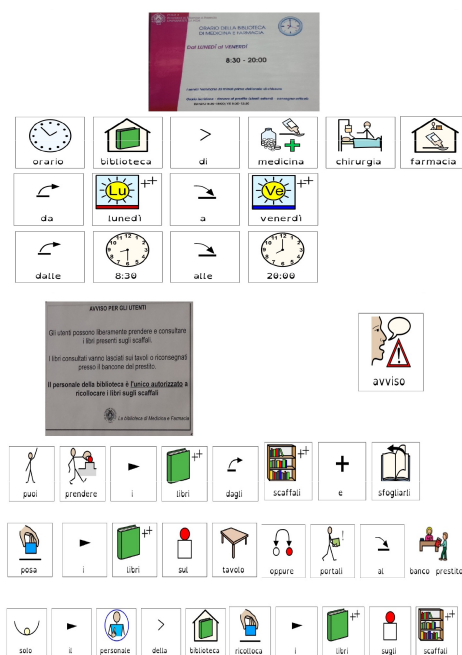 ORARIO DELLA BIBLIOTECA
DI MEDICINA E FARMACIA
Dal LUNEDÌ al VENERDÌ
8:30 - 20:00
orario biblioteca di medicina chirurgia farmacia
Lu Ve
da lunedì a venerdì
dalle 8:30 alle 20:00
AVVISO PER GLI UTENTI
Gli utenti possono liberamente prendere e consultare
i libri presenti sugli scaffali.
I libri consultati vanno lasciati sui tavoli o riconsegnati
presso il bancone del prestito.
Il personale della biblioteca è l'unico autorizzato a
ricollocare i libri sugli scaffali
La biblioteca di Medicina e Farmacia
avviso
puoi prendere i libri dagli scaffali e sfogliarli
posa i libri sul tavolo oppure portali al banco prestito
solo il personale della biblioteca ricolloca i libri sugli scaffali